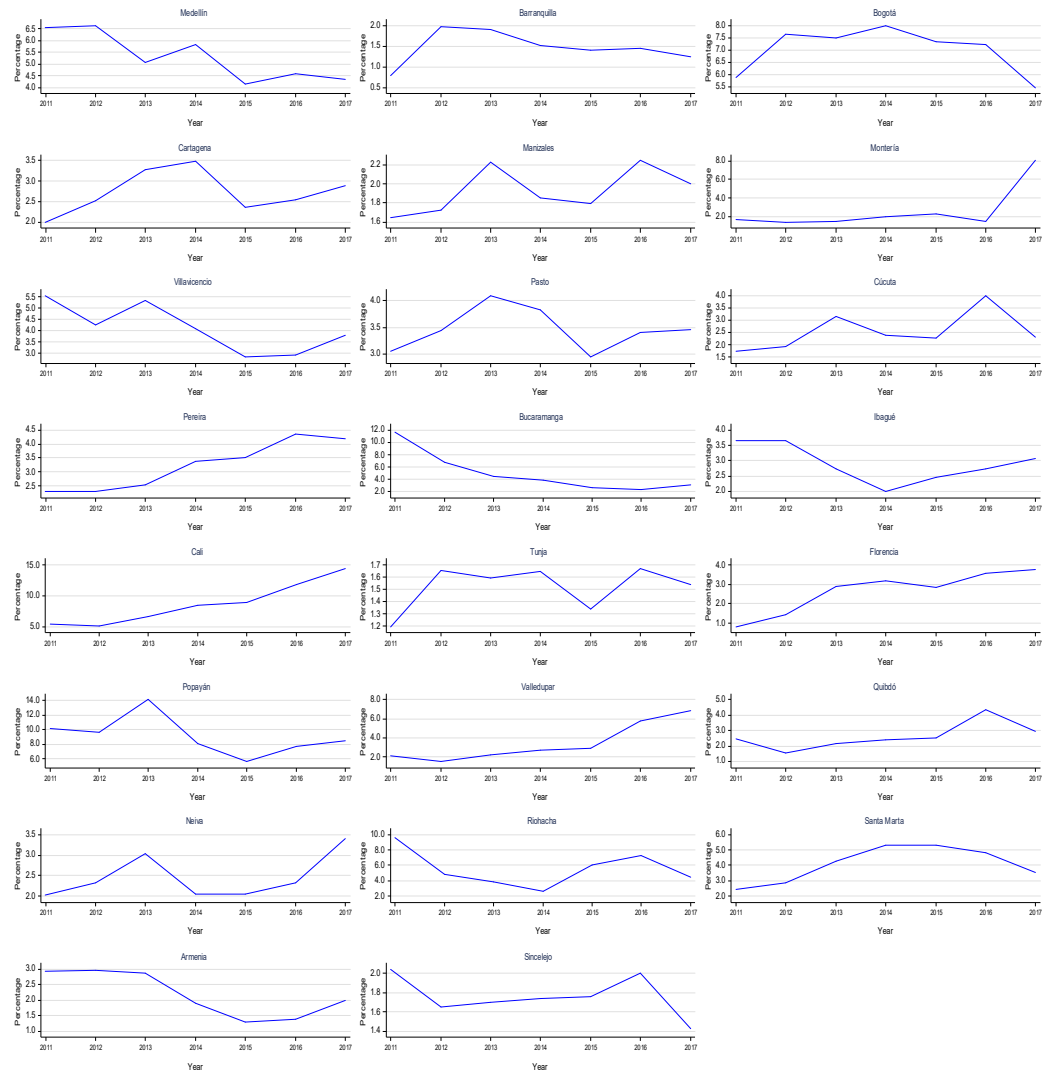 Medellín
Percentage
6.5
6.0
5.5
5.0
4.5
4.0
2011 2012 2013 2014 2015 2016 2017
Year
Barranquilla
Percentage
2.0
1.5
1.0
0.5
2011 2012 2013 2014 2015 2016 2017
Year
Bogotá
Percentage
8.0
7.5
7.0
6.5
6.0
5.5
2011 2012 2013 2014 2015 2016 2017
Year
Cartagena
Percentage
3.5
3.0
2.5
2.0
2011 2012 2013 2014 2015 2016 2017
Year
Manizales
Percentage
2.2
2.0
1.8
1.6
2011 2012 2013 2014 2015 2016 2017
Year
Montería
Percentage
8.0
6.0
4.0
2.0
2011 2012 2013 2014 2015 2016 2017
Year
Villavicencio
Percentage
5.5
5.0
4.5
4.0
3.5
3.0
2011 2012 2013 2014 2015 2016 2017
Year
Pasto
Percentage
4.0
3.5
3.0
2011 2012 2013 2014 2015 2016 2017
Year
Cúcuta
Percentage
4.0
3.5
3.0
2.5
2.0
1.5
2011 2012 2013 2014 2015 2016 2017
Year
Pereira
Percentage
4.5
4.0
3.5
3.0
2.5
2011 2012 2013 2014 2015 2016 2017
Year
Bucaramanga
Percentage
12.0
10.0
8.0
6.0
4.0
2.0
2011 2012 2013 2014 2015 2016 2017
Year
Ibagué
Percentage
4.0
3.5
3.0
2.5
2.0
2011 2012 2013 2014 2015 2016 2017
Year
Cali
Percentage
15.0
10.0
5.0
2011 2012 2013 2014 2015 2016 2017
Year
Tunja
Percentage
1.7
1.6
1.5
1.4
1.3
1.2
2011 2012 2013 2014 2015 2016 2017
Year
Florencia
Percentage
4.0
3.0
2.0
1.0
2011 2012 2013 2014 2015 2016 2017
Year
Popayán
Percentage
14.0
12.0
10.0
8.0
6.0
2011 2012 2013 2014 2015 2016 2017
Year
Valledupar
Percentage
8.0
6.0
4.0
2.0
2011 2012 2013 2014 2015 2016 2017
Year
Quibdó
Percentage
5.0
4.0
3.0
2.0
1.0
2011 2012 2013 2014 2015 2016 2017
Year
Neiva
Percentage
3.5
3.0
2.5
2.0
2011 2012 2013 2014 2015 2016 2017
Year
Riohacha
Percentage
10.0
8.0
6.0
4.0
2.0
2011 2012 2013 2014 2015 2016 2017
Year
Santa Marta
Percentage
6.0
5.0
4.0
3.0
2.0
2011 2012 2013 2014 2015 2016 2017
Year
Armenia
Percentage
3.0
2.5
2.0
1.5
1.0
2011 2012 2013 2014 2015 2016 2017
Year
Sincelejo
Percentage
2.0
1.8
1.6
1.4
2011 2012 2013 2014 2015 2016 2017
Year